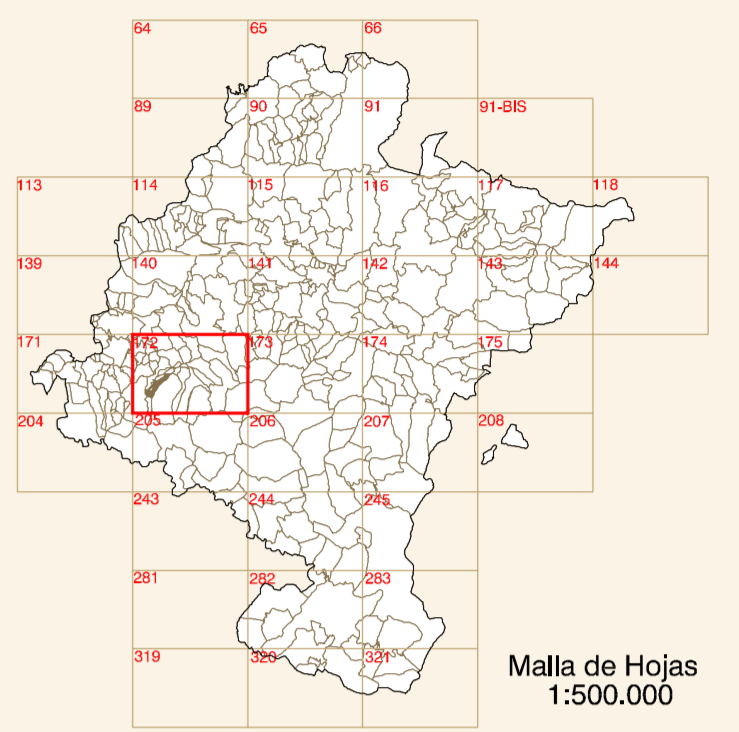 64 65 66
89 90 91 91-BIS
113 114 115 116 117 118
139 140 141 142 143 144
171 172 173 174 175
204 205 206 207 208
243 244 245
281 282 283
319 320 321
Malla de Hojas
1:500.000